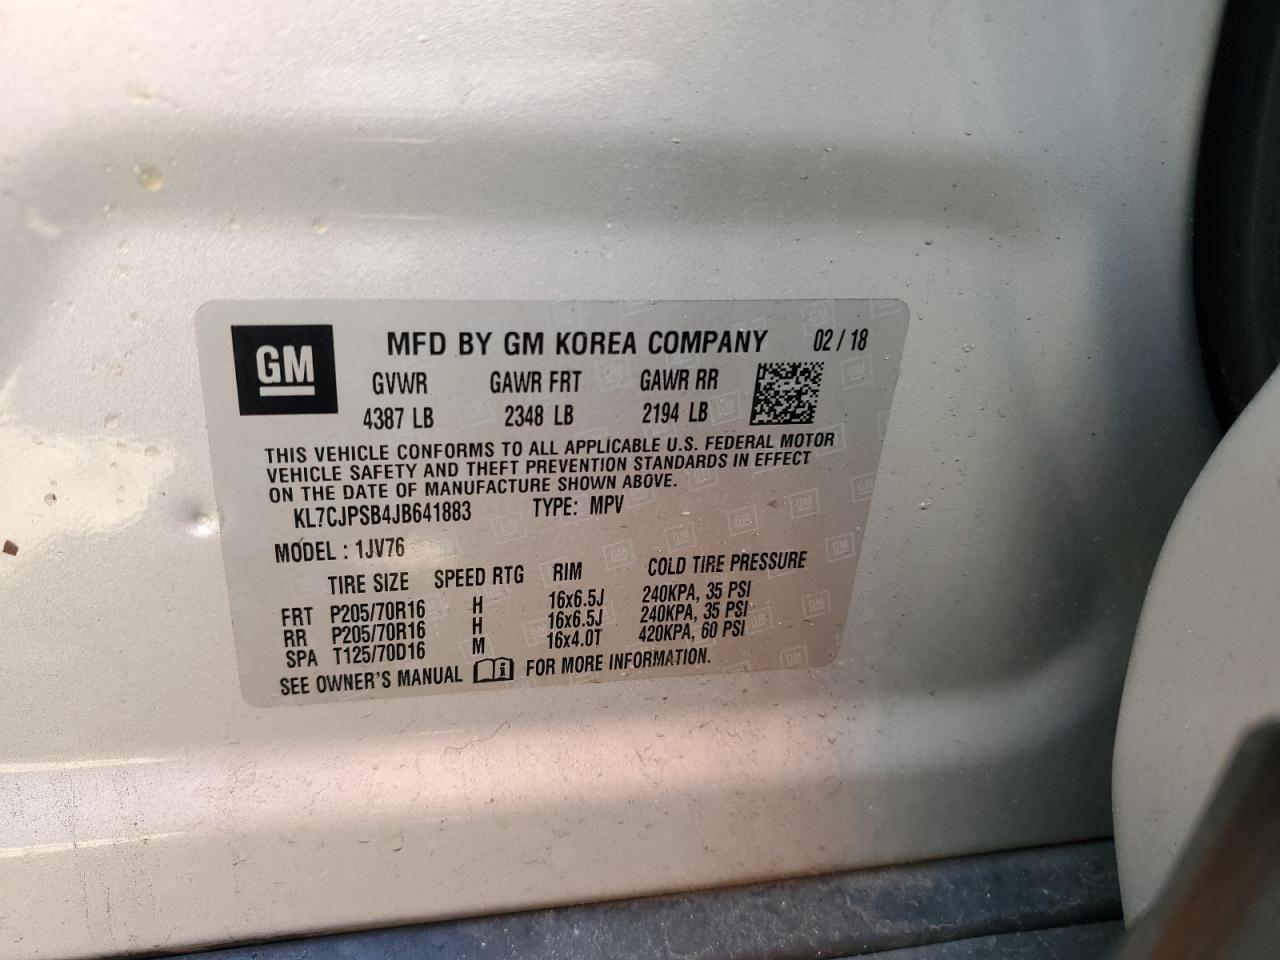 GM
MFD BY GM KOREA COMPANY 02 / 18
GVWR GAWR FRT GAWR RR
4387 LB 2348 LB 2194 LB
THIS VEHICLE CONFORMS TO ALL APPLICABLE U.S. FEDERAL MOTOR
VEHICLE SAFETY AND THEFT PREVENTION STANDARDS IN EFFECT
ON THE DATE OF MANUFACTURE SHOWN ABOVE.
KL7CJPSB4JB641883 TYPE: MPV
MODEL : 1JV76
TIRE SIZE SPEED RTG RIM COLD TIRE PRESSURE
FRT P205/70R16 H 16x6.5J 240KPA, 35 PSI
RR P205/70R16 H 16x6.5J 240KPA, 35 PSI
SPA T125/70D16 M 16x4.0T 420KPA, 60 PSI
SEE OWNER'S MANUAL i FOR MORE INFORMATION.